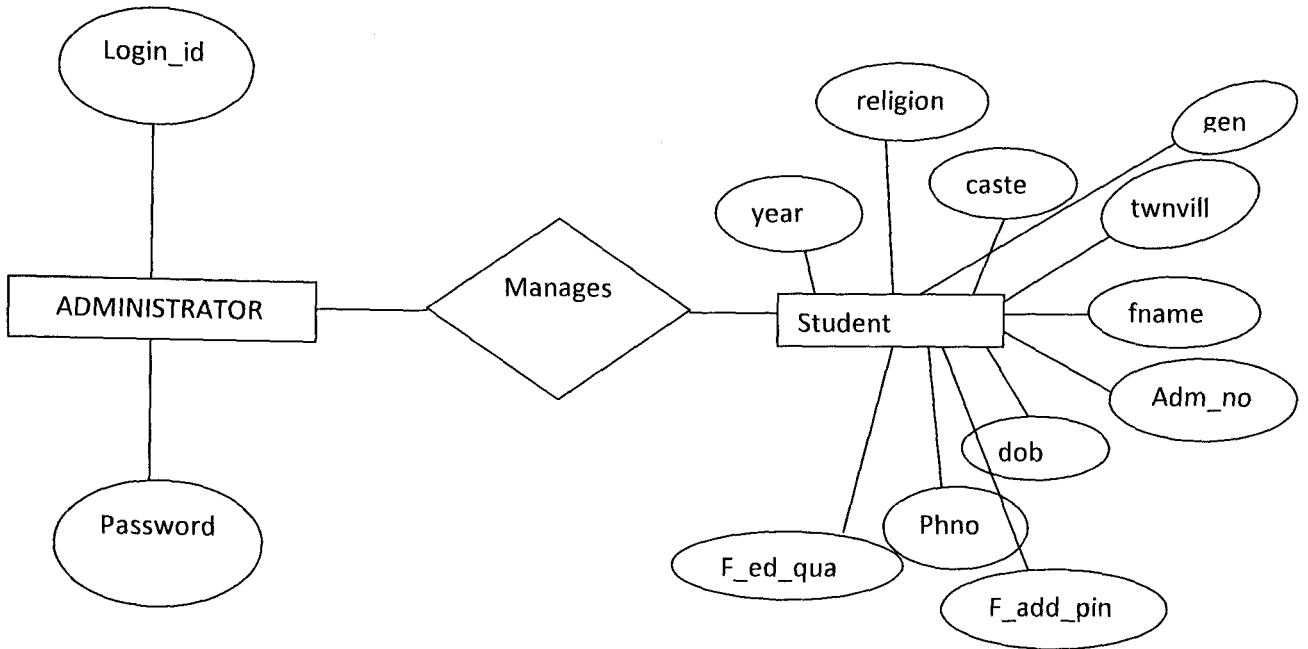 Login_id
religion
gen
caste
twnvill
year
Manages
ADMINISTRATOR
Student
fname
Adm_no
dob
Password
Phno
F_ed_qua
F_add_pin